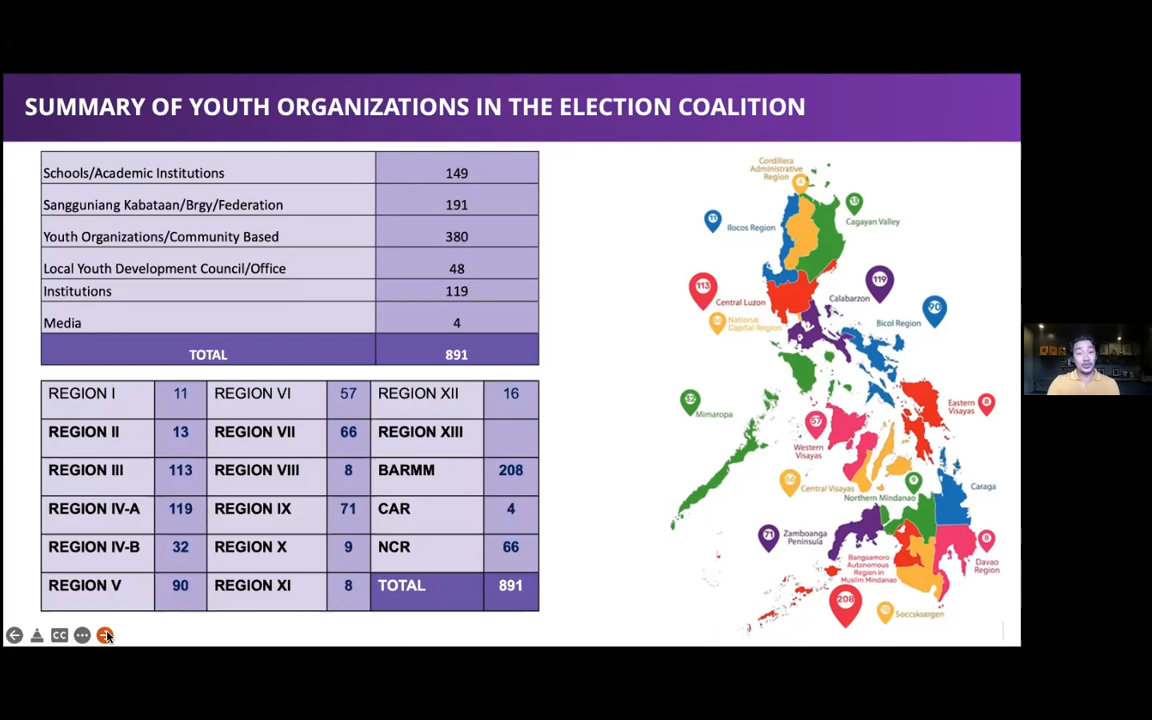 SUMMARY OF YOUTH ORGANIZATIONS IN THE ELECTION COALITION
Schools/Academic Institutions 149
Sangguniang Kabataan/Brgy/Federation 191
Youth Organizations/Community Based 380
Local Youth Development Council/Office 48
Institutions 119
Media 4
TOTAL 891
REGION I 11 REGION VI 57 REGION XII 16
REGION II 13 REGION VII 66 REGION XIII
REGION III 113 REGION VIII 8 BARMM 208
REGION IV-A 119 REGION IX 71 CAR 4
REGION IV-B 32 REGION X 9 NCR 66
REGION V 90 REGION XI 8 TOTAL 891
Cordillera
Administrative
Region
4
13
Cagayan Valley
11
Ilocos Region
113
Central Luzon
119
Calabarzon
National
Capital Region
90
Bicol Region
32
Mimaropa
8
Eastern
Visayas
57
Western
Visayas
66
Central Visayas
9
Northern Mindanao
Caraga
71
Zamboanga
Peninsula
8
Davao
Region
Bangsamoro
Autonomous
Region in
Muslim Mindanao
208
Soccsksargen
CC